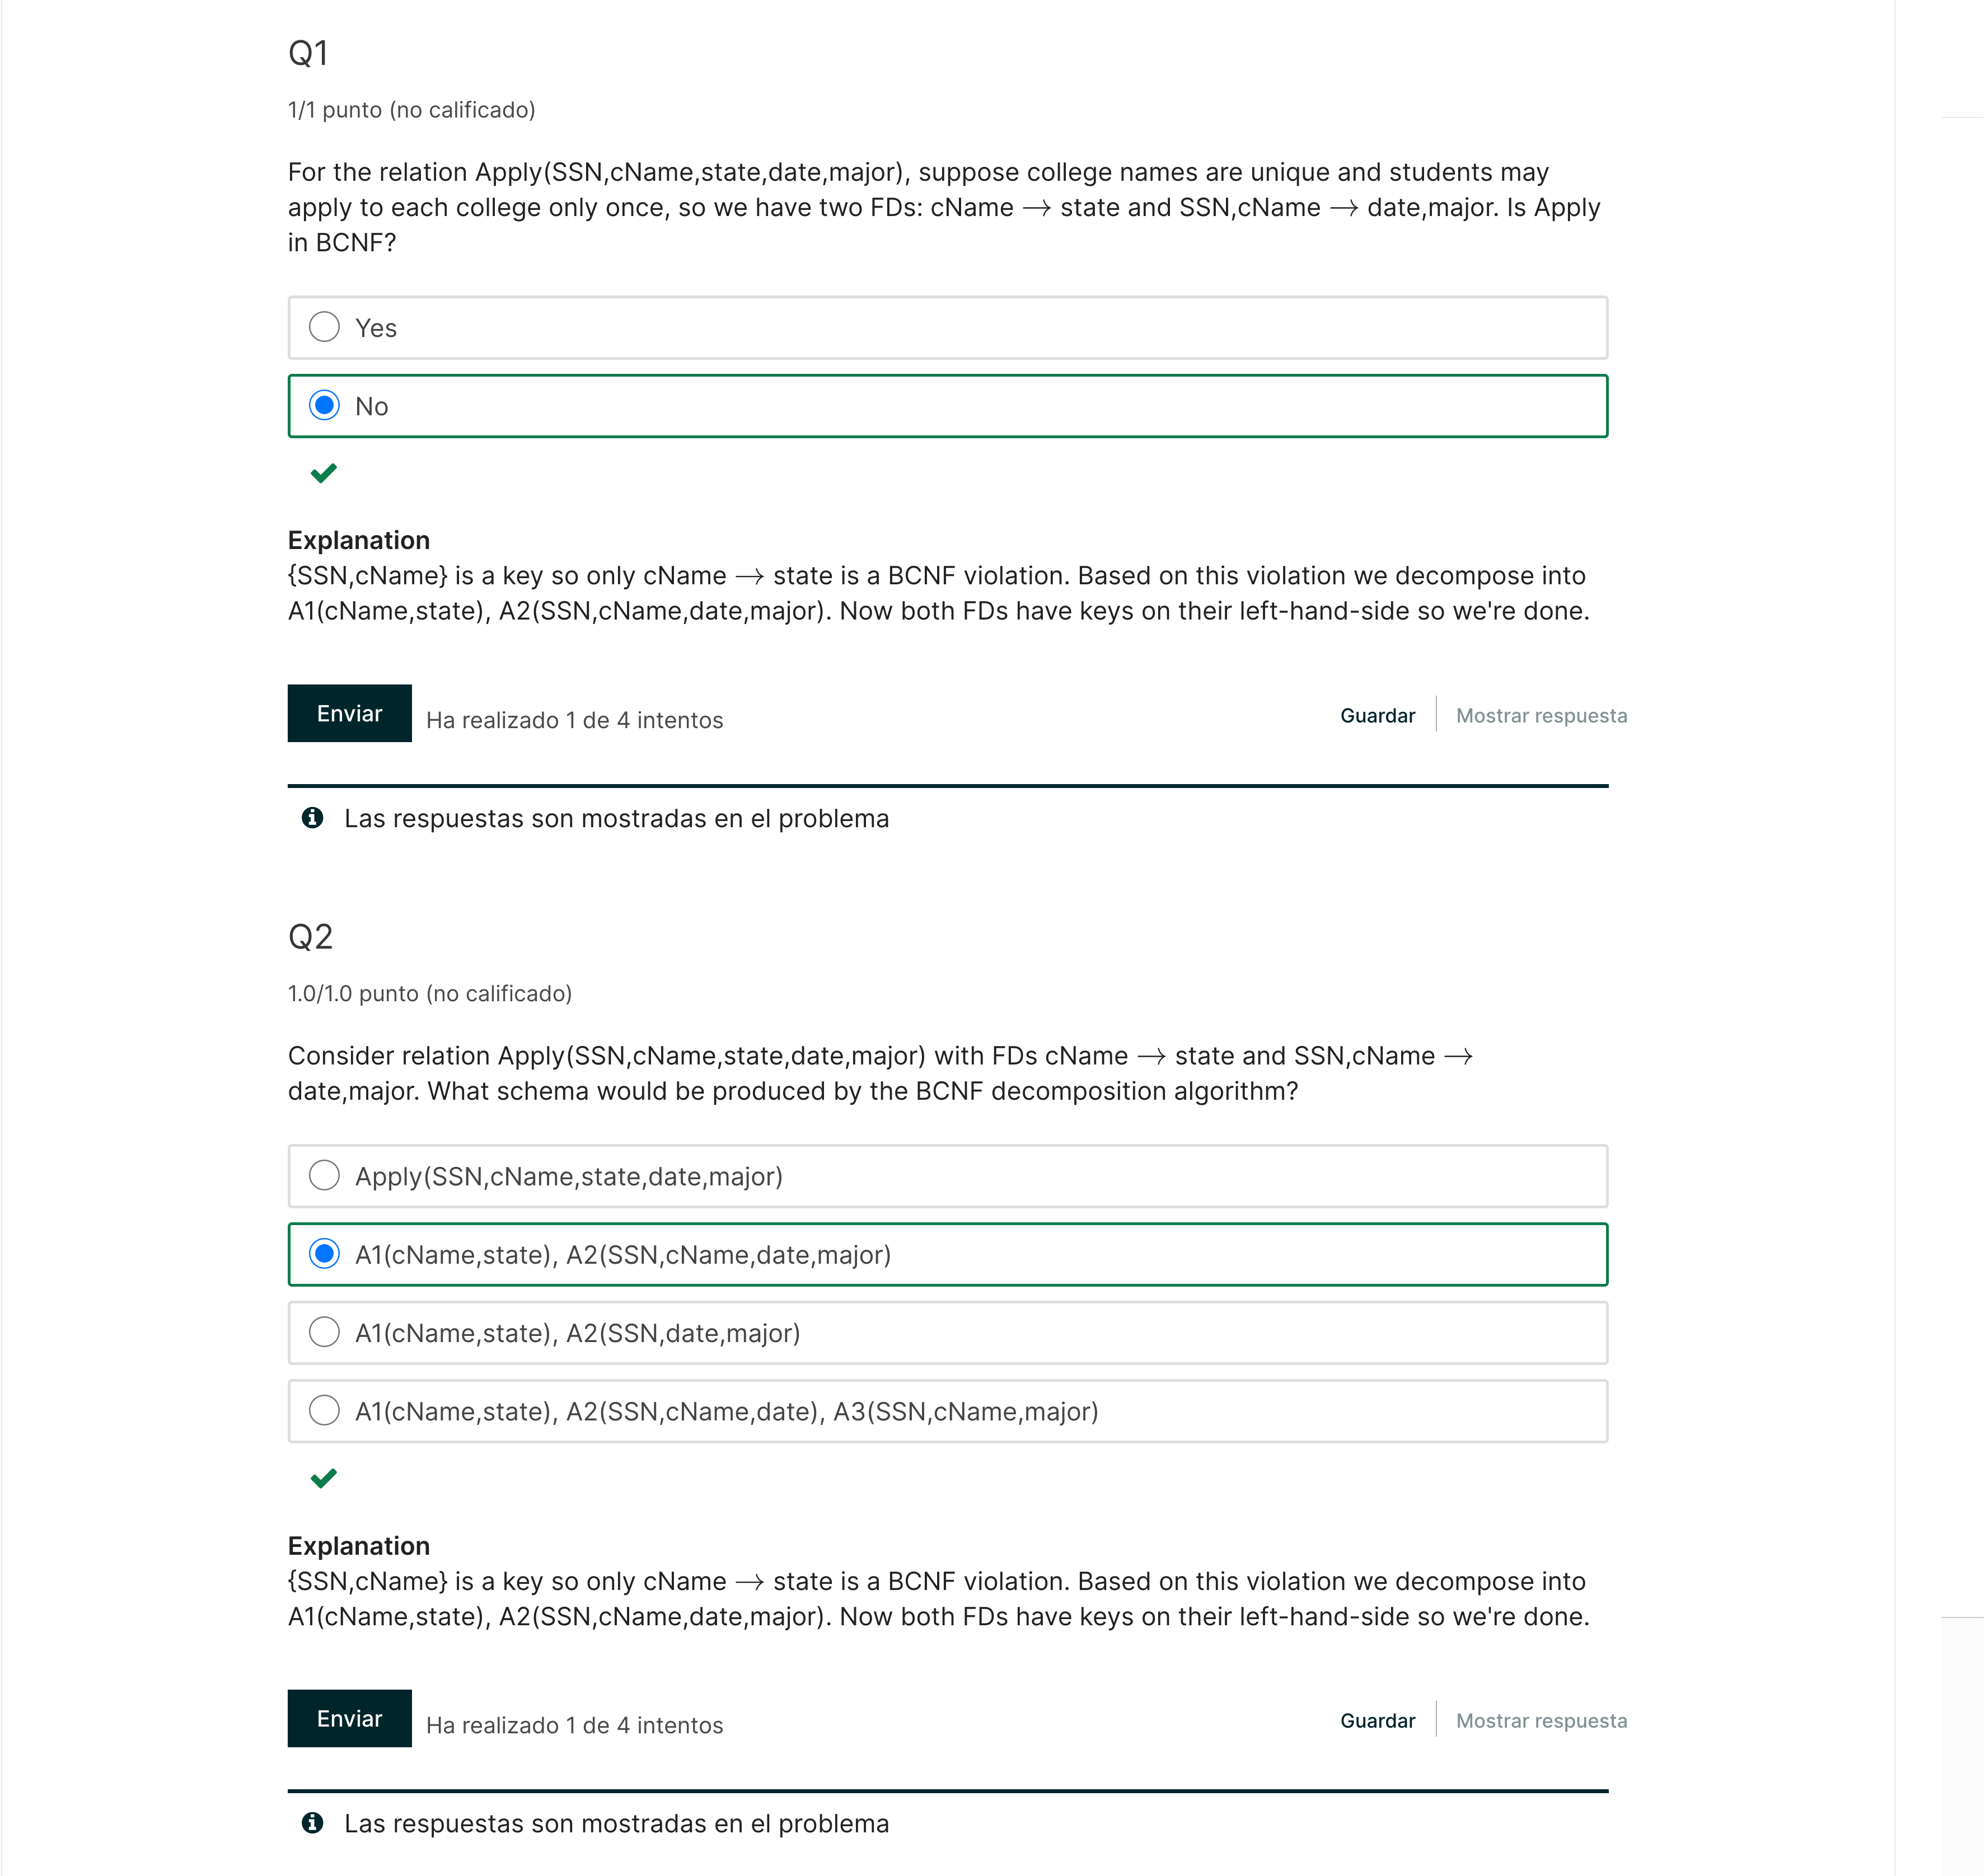 Q1
1/1 punto (no calificado)
For the relation Apply(SSN,cName,state,date,major), suppose college names are unique and students may
apply to each college only once, so we have two FDs: cName → state and SSN,cName → date,major. Is Apply
in BCNF?
Yes
No
Explanation
{SSN,cName} is a key so only cName → state is a BCNF violation. Based on this violation we decompose into
A1(cName,state), A2(SSN,cName,date,major). Now both FDs have keys on their left-hand-side so we're done.
Enviar Ha realizado 1 de 4 intentos Guardar Mostrar respuesta
Las respuestas son mostradas en el problema
Q2
1.0/1.0 punto (no calificado)
Consider relation Apply(SSN,cName,state,date,major) with FDs cName → state and SSN,cName →
date,major. What schema would be produced by the BCNF decomposition algorithm?
Apply(SSN,cName,state,date,major)
A1(cName,state), A2(SSN,cName,date,major)
A1(cName,state), A2(SSN,date,major)
A1(cName,state), A2(SSN,cName,date), A3(SSN,cName,major)
Explanation
{SSN,cName} is a key so only cName → state is a BCNF violation. Based on this violation we decompose into
A1(cName,state), A2(SSN,cName,date,major). Now both FDs have keys on their left-hand-side so we're done.
Enviar Ha realizado 1 de 4 intentos Guardar Mostrar respuesta
Las respuestas son mostradas en el problema